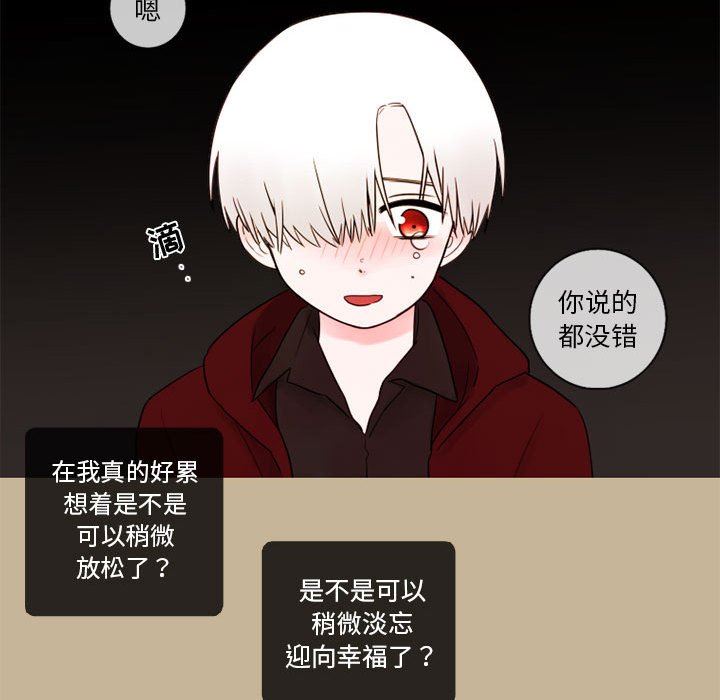 嗯
滴
你说的
都没错
在我真的好累
想着是不是
可以稍微
放松了？
是不是可以
稍微淡忘
迎向幸福了？